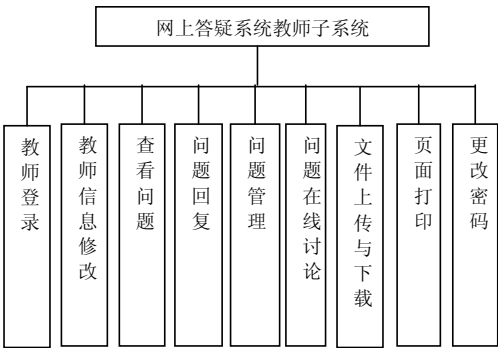 网上答疑系统教师子系统
教师登录
教师信息修改
查看问题
问题回复
问题管理
问题在线讨论
文件上传与下载
页面打印
更改密码